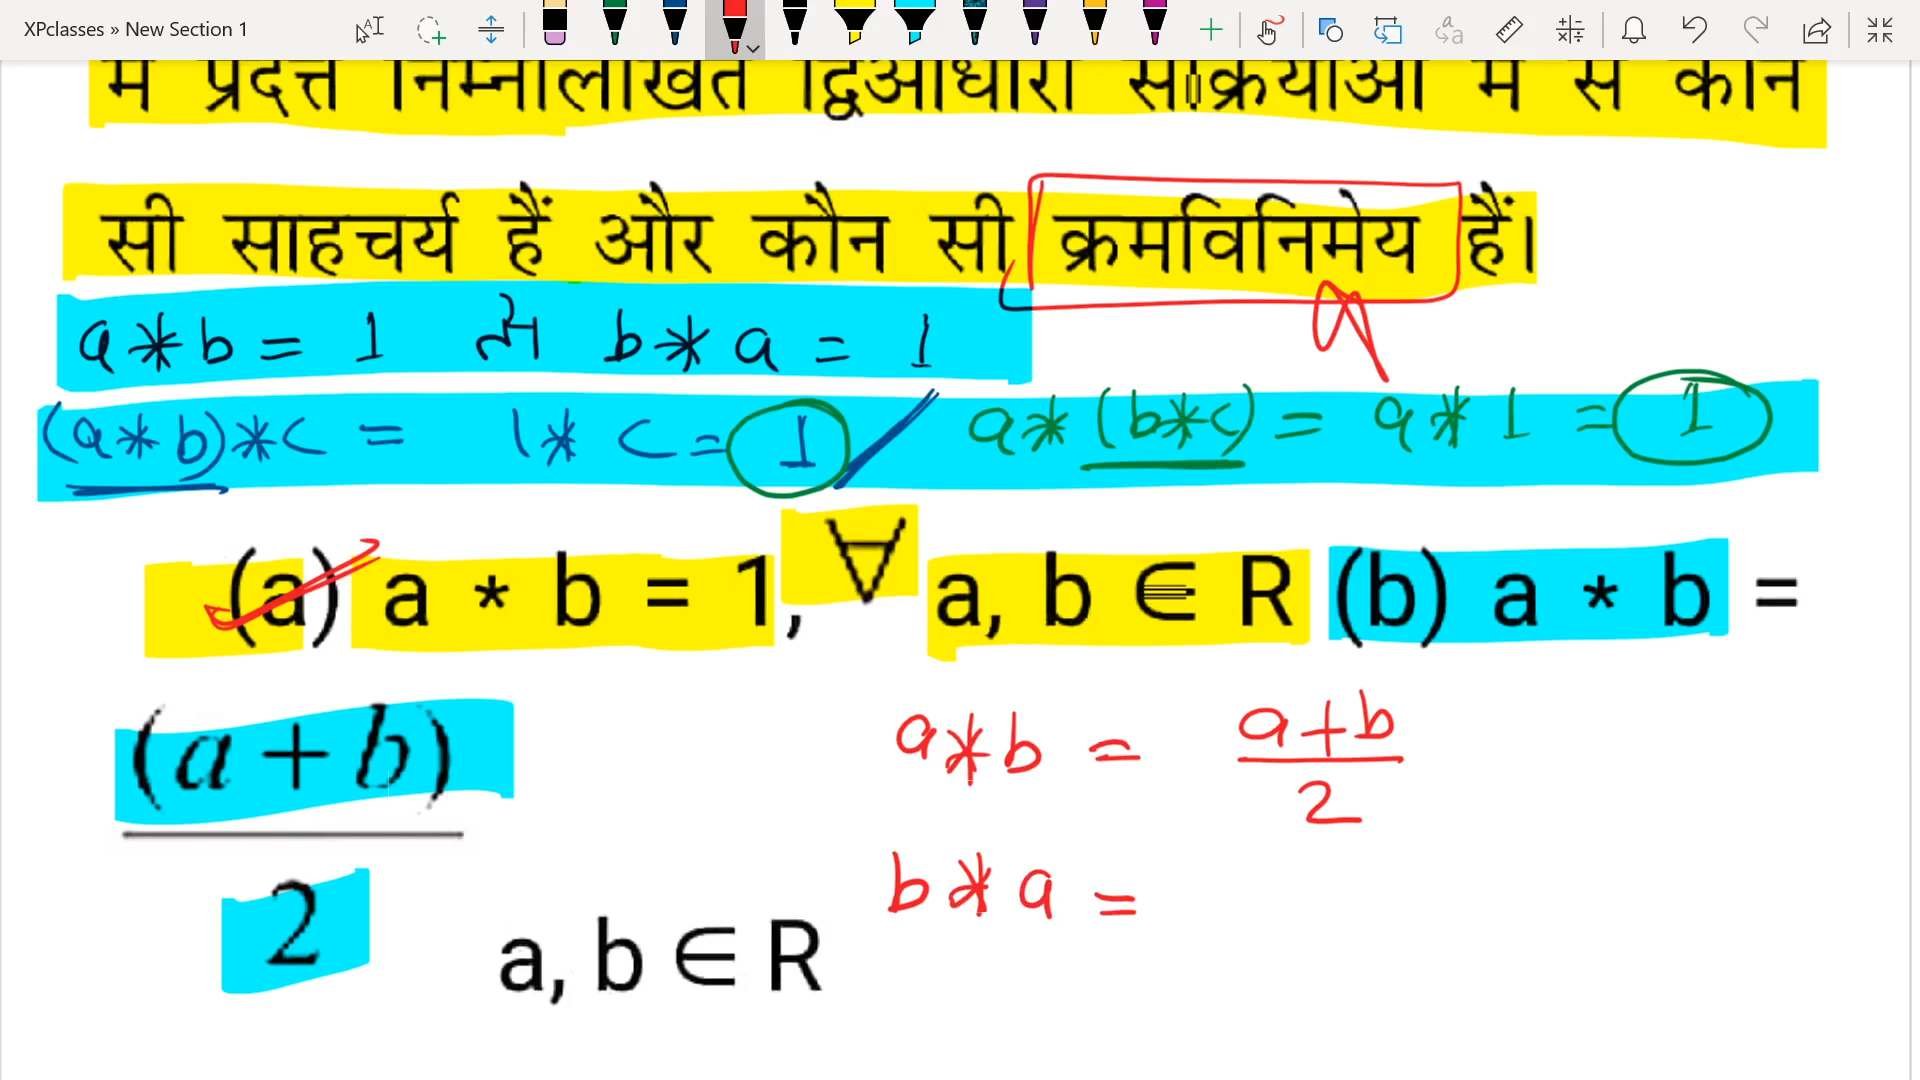 XPclasses » New Section 1
में प्रदत्त निम्नलिखित द्विआधारी संक्रियाओं में से कौन
सी साहचर्य हैं और कौन सी क्रमविनिमेय हैं।
a * b = 1 b * a = 1
(a * b) * c = 1 * c = 1 a * (b * c) = a * 1 = 1
(a) a * b = 1, ∀ a, b ∈ R (b) a * b =
(a + b)
2
a, b ∈ R
a * b = a+b
2
b * a =